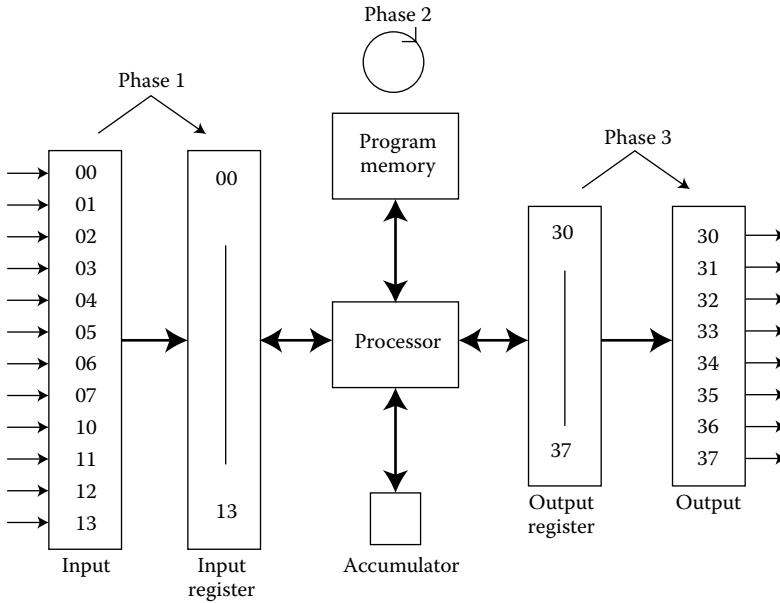 Phase 2
Phase 1
Program
memory
Phase 3
00
01
02
03
04
05
06
07
10
11
12
13
Input
00
13
Input
register
Processor
Accumulator
30
37
Output
register
30
31
32
33
34
35
36
37
Output